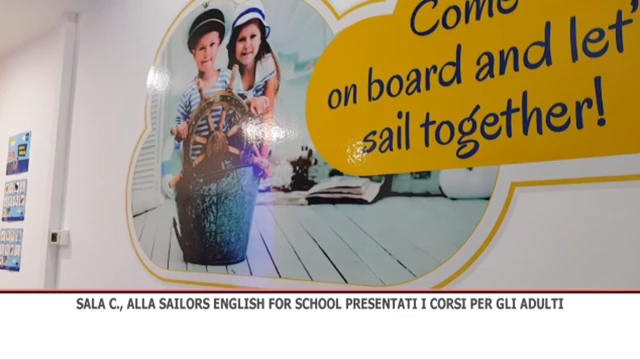 Come
on board and let'
sail together!
SALA C., ALLA SAILORS ENGLISH FOR SCHOOL PRESENTATI I CORSI PER GLI ADULTI